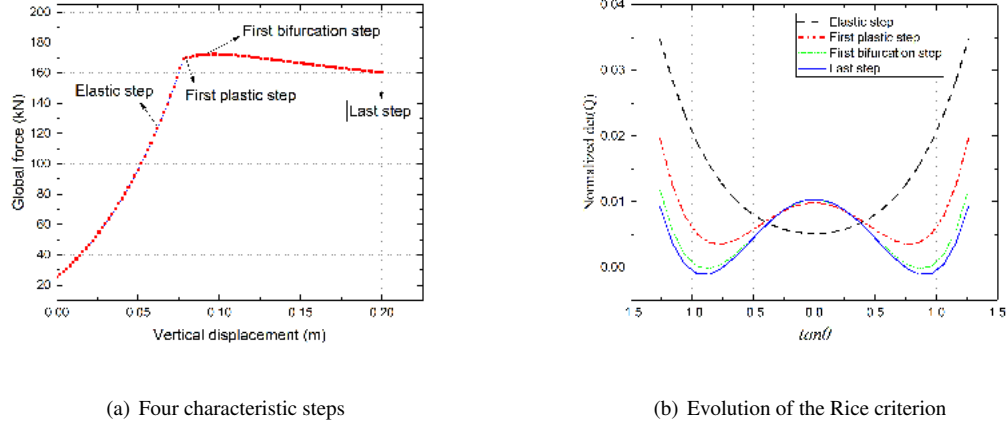 200
180
160
140
120
100
80
60
40
20
Global force (kN)
First bifurcation step
Elastic step
First plastic step
Last step
0.00
0.05
0.10
0.15
0.20
Vertical displacement (m)
(a) Four characteristic steps
0.04
0.03
0.02
0.01
0.00
Normalized det(Q)
Elastic step
First plastic step
First bifurcation step
Last step
1.5
1.0
0.5
0.0
0.5
1.0
1.5
tanθ
(b) Evolution of the Rice criterion